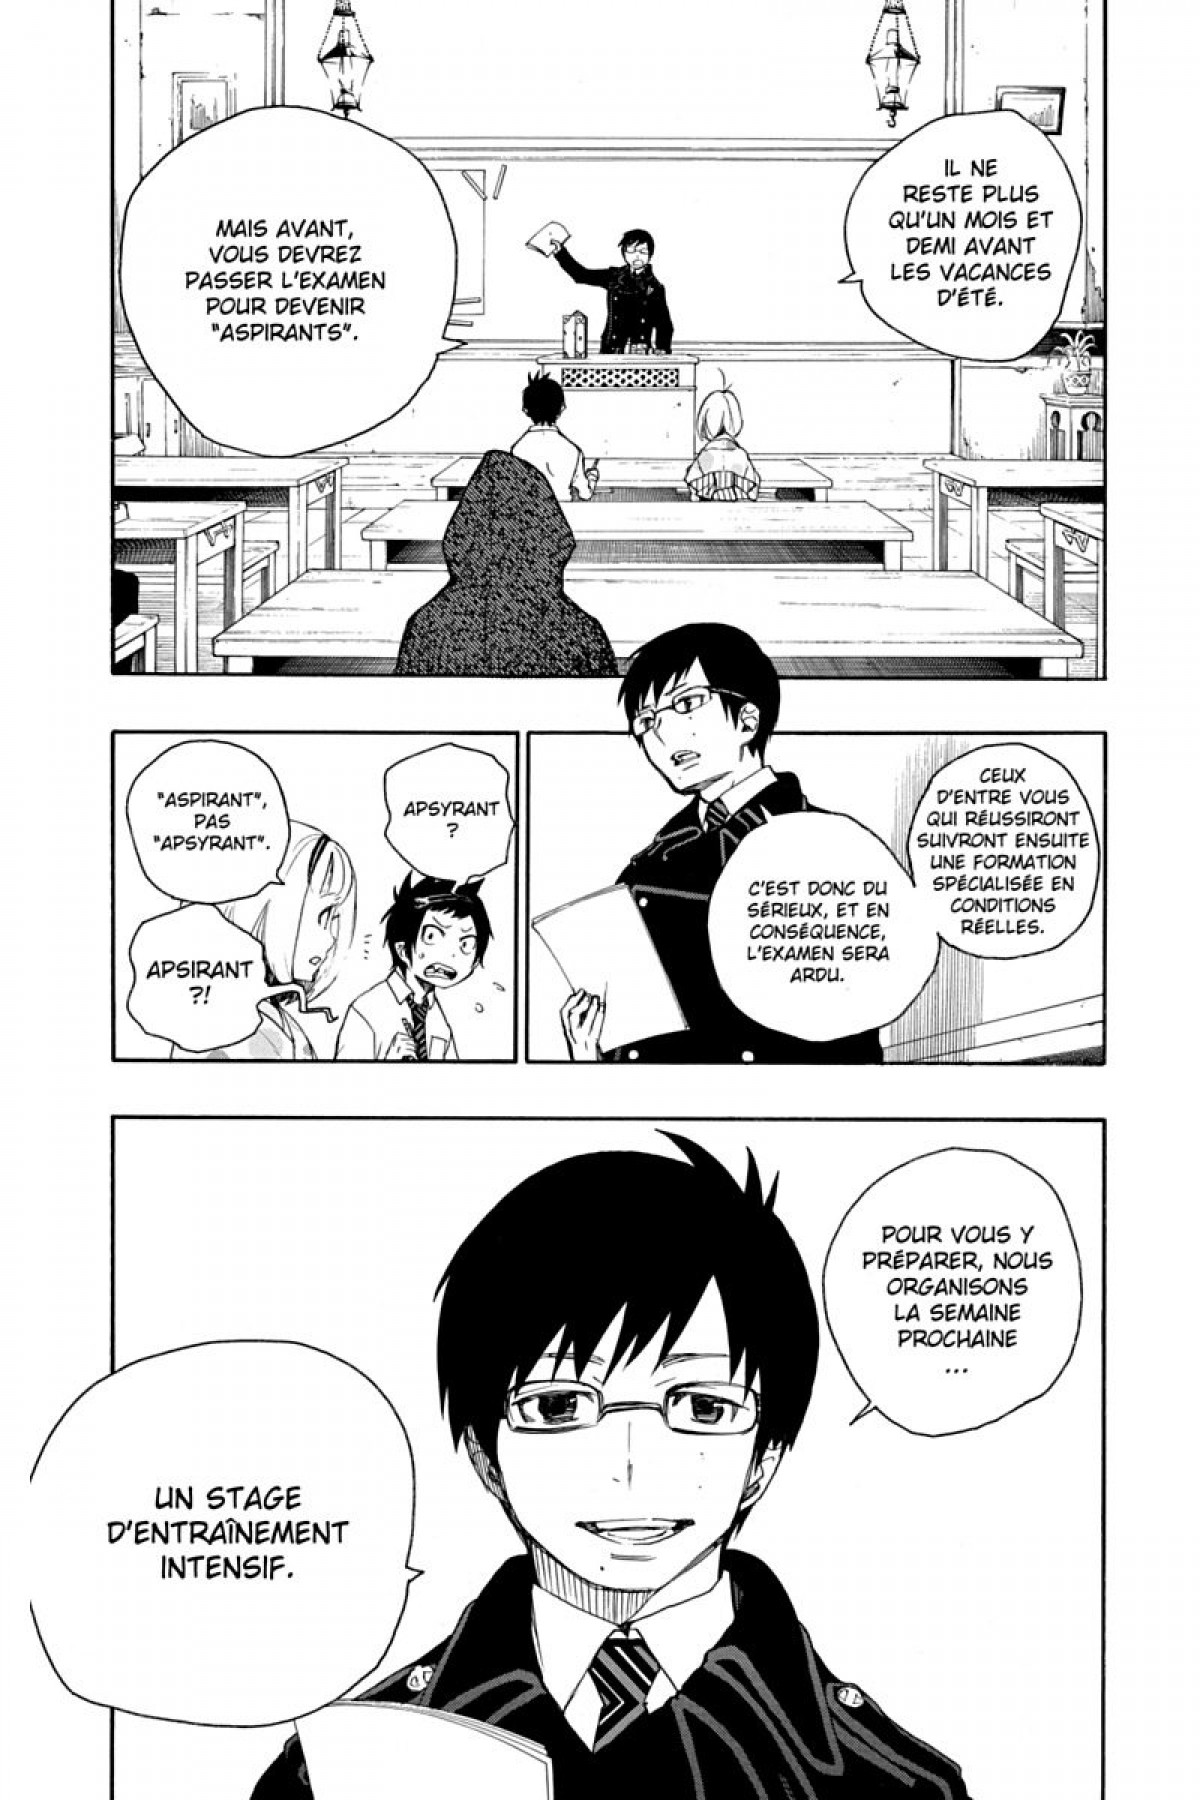 IL NE
RESTE PLUS
QU'UN MOIS ET
DEMI AVANT
LES VACANCES
D'ÉTÉ.
MAIS AVANT,
VOUS DEVREZ
PASSER L'EXAMEN
POUR DEVENIR
"ASPIRANTS".
CEUX
D'ENTRE VOUS
QUI RÉUSSIRONT
SUIVRONT ENSUITE
UNE FORMATION
SPÉCIALISÉE EN
CONDITIONS
RÉELLES.
C'EST DONC DU
SÉRIEUX, ET EN
CONSÉQUENCE,
L'EXAMEN SERA
ARDU.
APSYRANT
?
"ASPIRANT",
PAS
"APSYRANT".
APSIRANT
?!
POUR VOUS Y
PRÉPARER, NOUS
ORGANISONS
LA SEMAINE
PROCHAINE
...
UN STAGE
D'ENTRAÎNEMENT
INTENSIF.